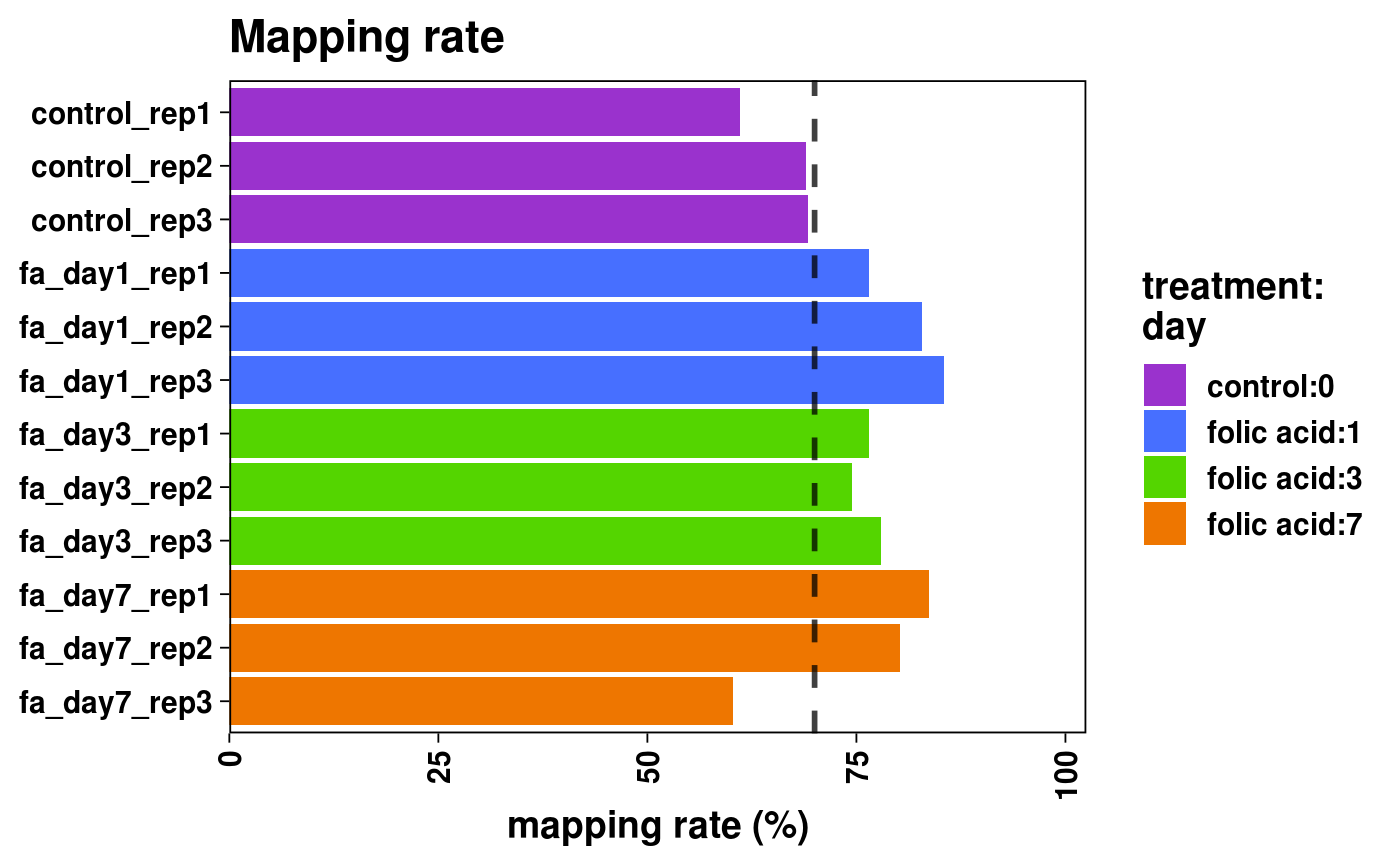 Mapping rate
control_rep1
control_rep2
control_rep3
fa_day1_rep1
fa_day1_rep2
fa_day1_rep3
fa_day3_rep1
fa_day3_rep2
fa_day3_rep3
fa_day7_rep1
fa_day7_rep2
fa_day7_rep3
0
25
50
75
100
mapping rate (%)
treatment:
day
control:0
folic acid:1
folic acid:3
folic acid:7